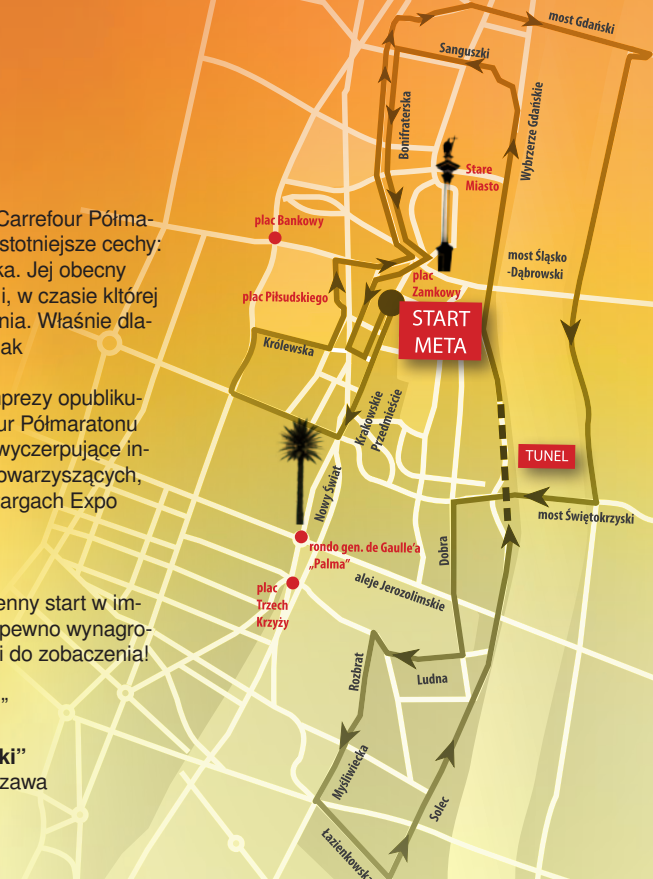 Carrefour Półma-
stotniejsze cechy:
ka. Jej obecny
i, w czasie kltórej
nia. Właśnie dla-
ak
mprezy opubliku-
ur Półmaratonu
wyczerpujące in-
owarzyszących,
argach Expo
enny start w im-
pewno wynagro-
i do zobaczenia!
”
ki”
zawa
most Gdański
Sanguszki
Bonifraterska
Wybrzeże Gdańskie
Stare
Miasto
plac Bankowy
most Śląsko
-Dąbrowski
plac
Zamkowy
plac Piłsudskiego
START
META
Królewska
Krakowskie
Przedmieście
TUNEL
Nowy Świat
most Świętokrzyski
Dobra
rondo gen. de Gaulle’a
„Palma”
aleje Jerozolimskie
plac
Trzech
Krzyży
Rozbrat
Ludna
Myśliwiecka
Solec
Łazienkowska